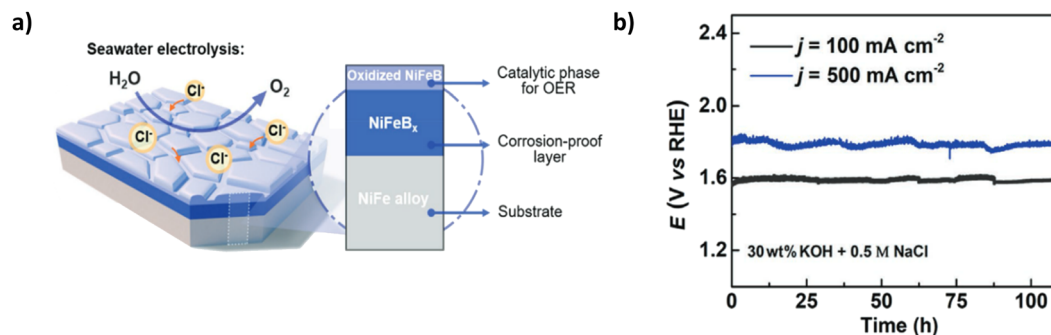 a)
Seawater electrolysis:
H₂O
O₂
Cl⁻
Cl⁻
Cl⁻
Cl⁻
Oxidized NiFeB
NiFeBₓ
NiFe alloy
Catalytic phase
for OER
Corrosion-proof
layer
Substrate
b)
2.4
2.0
1.6
1.2
E (V vs RHE)
j = 100 mA cm⁻²
j = 500 mA cm⁻²
30 wt% KOH + 0.5 M NaCl
0 25 50 75 100
Time (h)